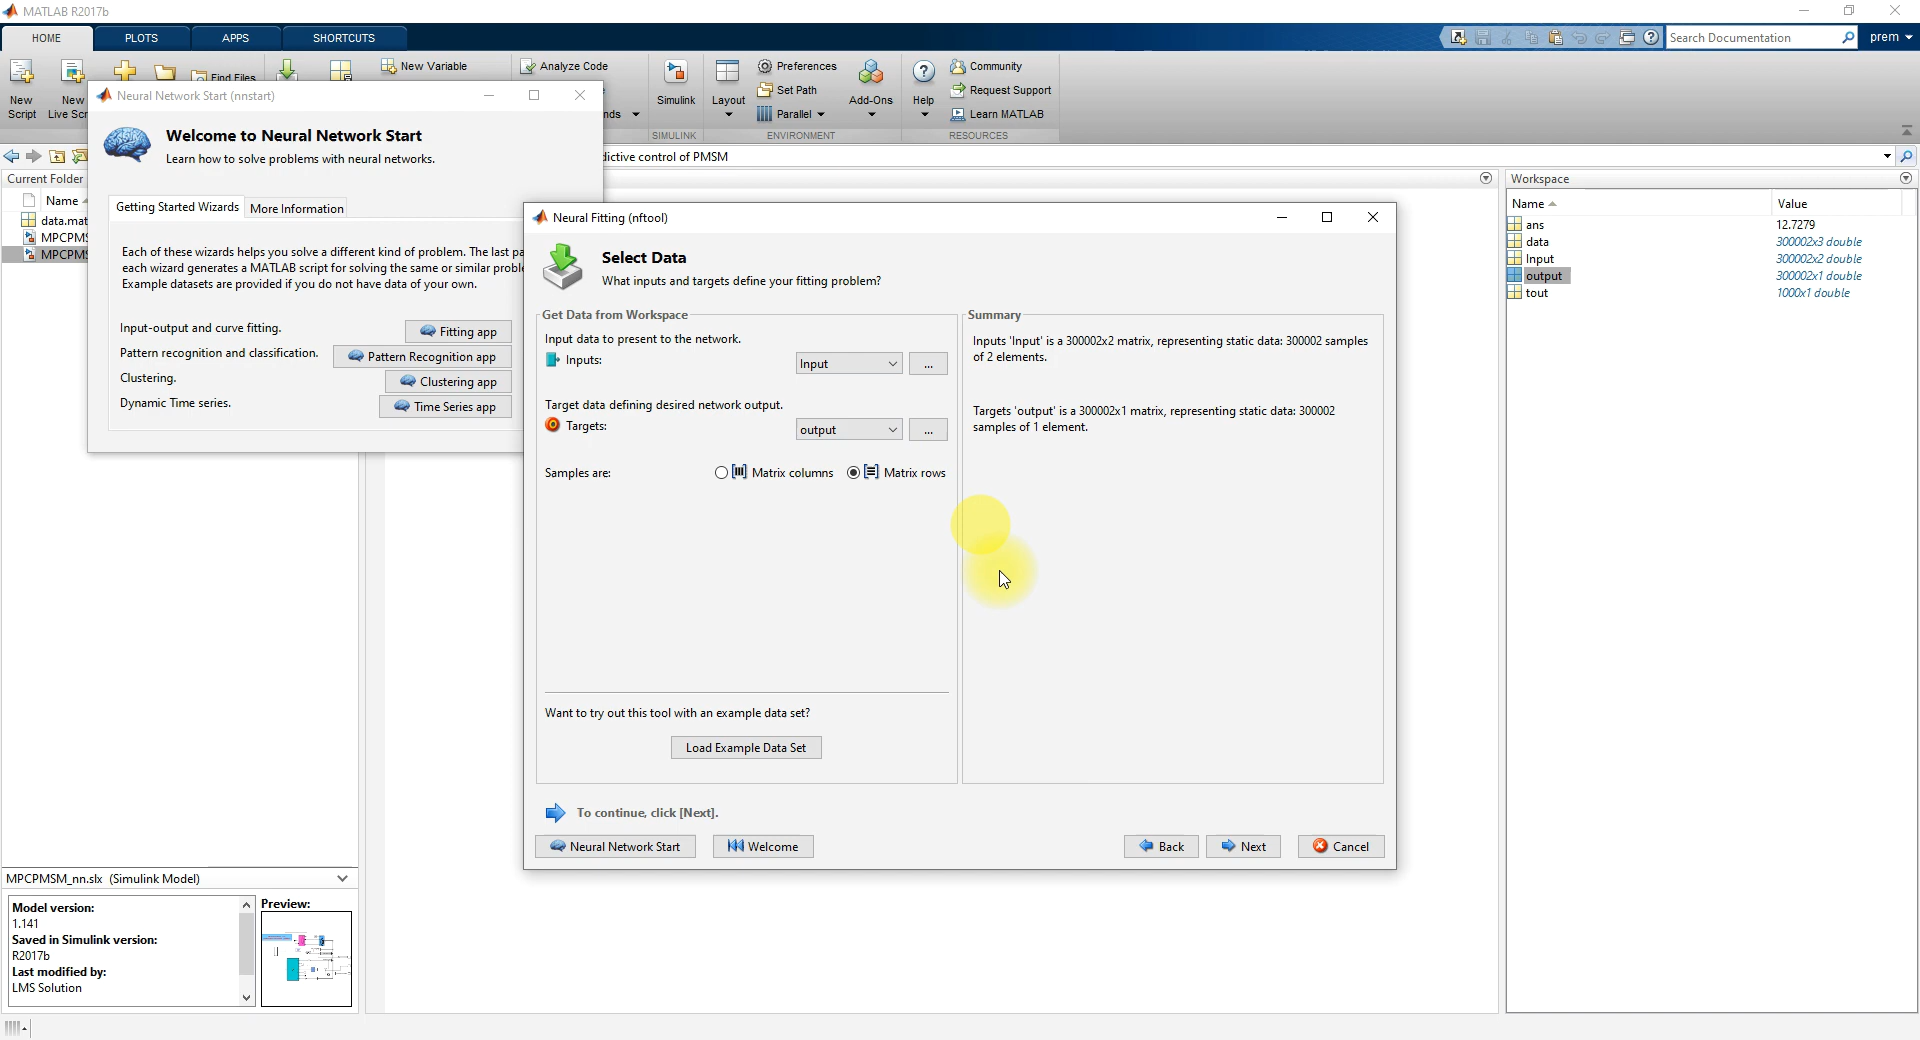 MATLAB R2017b
HOME
PLOTS
APPS
SHORTCUTS
Search Documentation
prem
New
Script
New
Live Scr
Find Files
New Variable
Analyze Code
nds
Simulink
SIMULINK
Layout
Preferences
Set Path
Parallel
Add-Ons
ENVIRONMENT
Help
Community
Request Support
Learn MATLAB
RESOURCES
dictive control of PMSM
Current Folder
Name
data.mat
MPCPMS
MPCPMS
Neural Network Start (nnstart)
Welcome to Neural Network Start
Learn how to solve problems with neural networks.
Getting Started Wizards
More Information
Each of these wizards helps you solve a different kind of problem. The last pa
each wizard generates a MATLAB script for solving the same or similar proble
Example datasets are provided if you do not have data of your own.
Input-output and curve fitting.
Fitting app
Pattern recognition and classification.
Pattern Recognition app
Clustering.
Clustering app
Dynamic Time series.
Time Series app
Neural Fitting (nftool)
Select Data
What inputs and targets define your fitting problem?
Get Data from Workspace
Input data to present to the network.
Inputs:
Input
...
Target data defining desired network output.
Targets:
output
...
Samples are:
Matrix columns
Matrix rows
Want to try out this tool with an example data set?
Load Example Data Set
Summary
Inputs 'Input' is a 300002x2 matrix, representing static data: 300002 samples
of 2 elements.
Targets 'output' is a 300002x1 matrix, representing static data: 300002
samples of 1 element.
To continue, click [Next].
Neural Network Start
Welcome
Back
Next
Cancel
Workspace
Name
Value
ans
12.7279
data
300002x3 double
Input
300002x2 double
output
300002x1 double
tout
1000x1 double
MPCPMSM_nn.slx (Simulink Model)
Model version:
1.141
Saved in Simulink version:
R2017b
Last modified by:
LMS Solution
Preview: